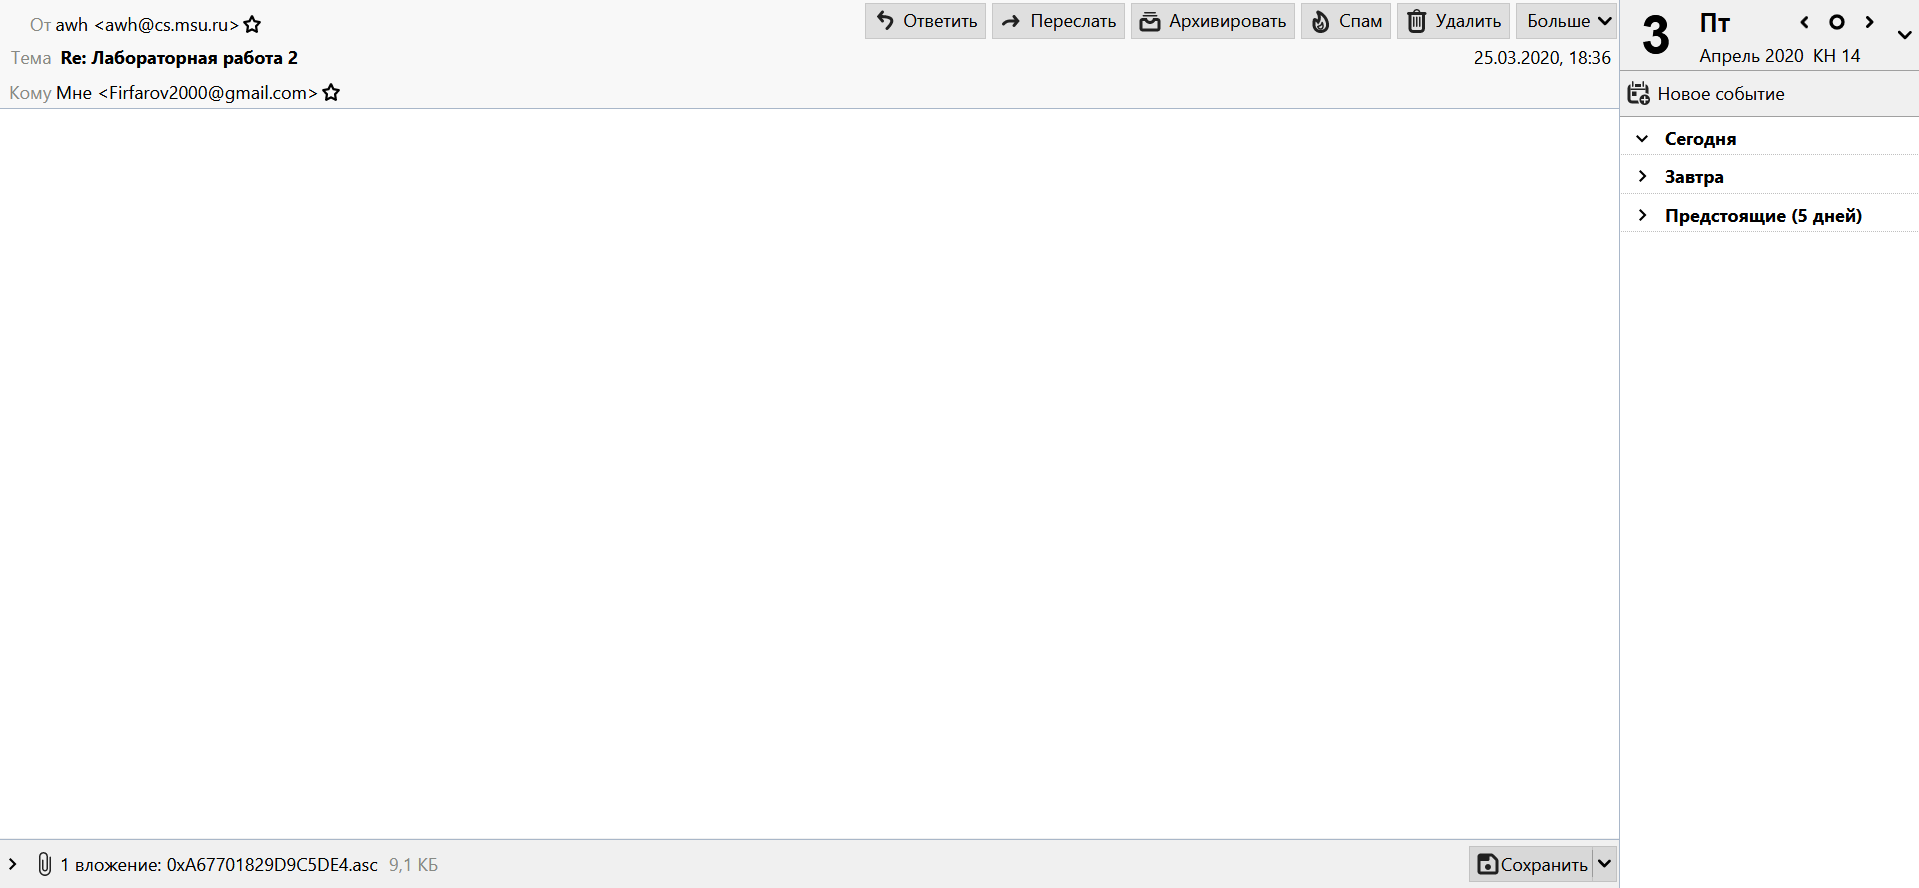 От awh <awh@cs.msu.ru>
Ответить Переслать Архивировать Спам Удалить Больше
Тема Re: Лабораторная работа 2
25.03.2020, 18:36
Кому Мне <Firfarov2000@gmail.com>
3 Пт
Апрель 2020 КН 14
Новое событие
Сегодня
Завтра
Предстоящие (5 дней)
1 вложение: 0xA67701829D9C5DE4.asc 9,1 КБ
Сохранить